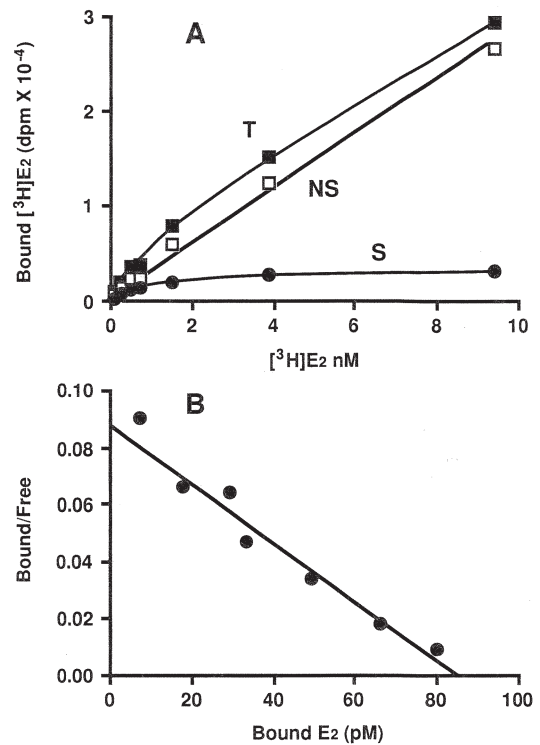 A
3
2
1
0
Bound [³H]E₂ (dpm X 10⁻⁴)
T
NS
S
0 2 4 6 8 10
[³H]E₂ nM
B
0.10
0.08
0.06
0.04
0.02
0.00
Bound/Free
0 20 40 60 80 100
Bound E₂ (pM)